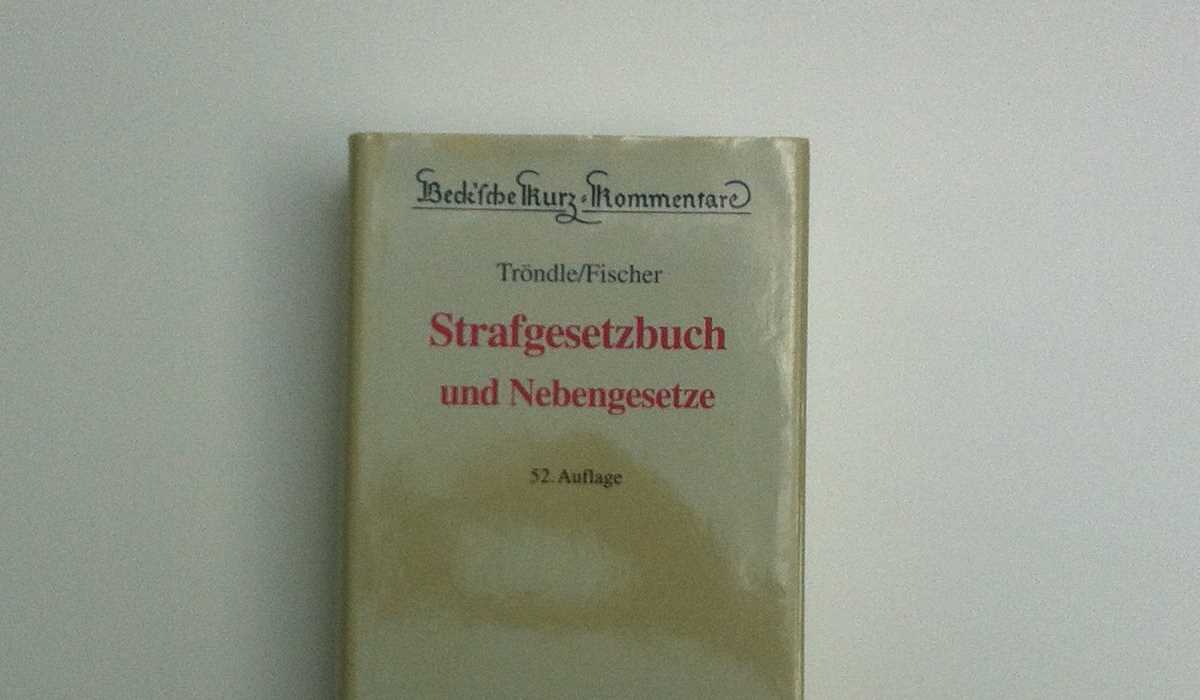 Beck'sche Kurz-Kommentare
Tröndle/Fischer
Strafgesetzbuch
und Nebengesetze
52. Auflage